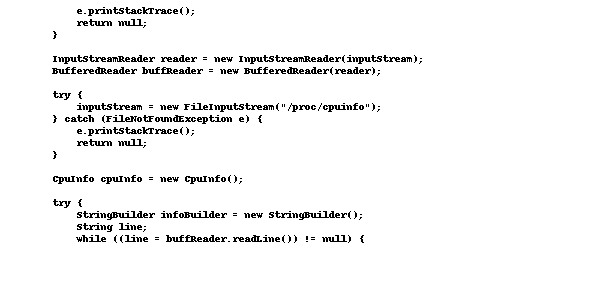 e.printStackTrace();
return null;
}
InputStreamReader reader = new InputStreamReader(inputStream);
BufferedReader buffReader = new BufferedReader(reader);
try {
inputStream = new FileInputStream("/proc/cpuinfo");
} catch (FileNotFoundException e) {
e.printStackTrace();
return null;
}
CpuInfo cpuInfo = new CpuInfo();
try {
StringBuilder infoBuilder = new StringBuilder();
String line;
while ((line = buffReader.readLine()) != null) {